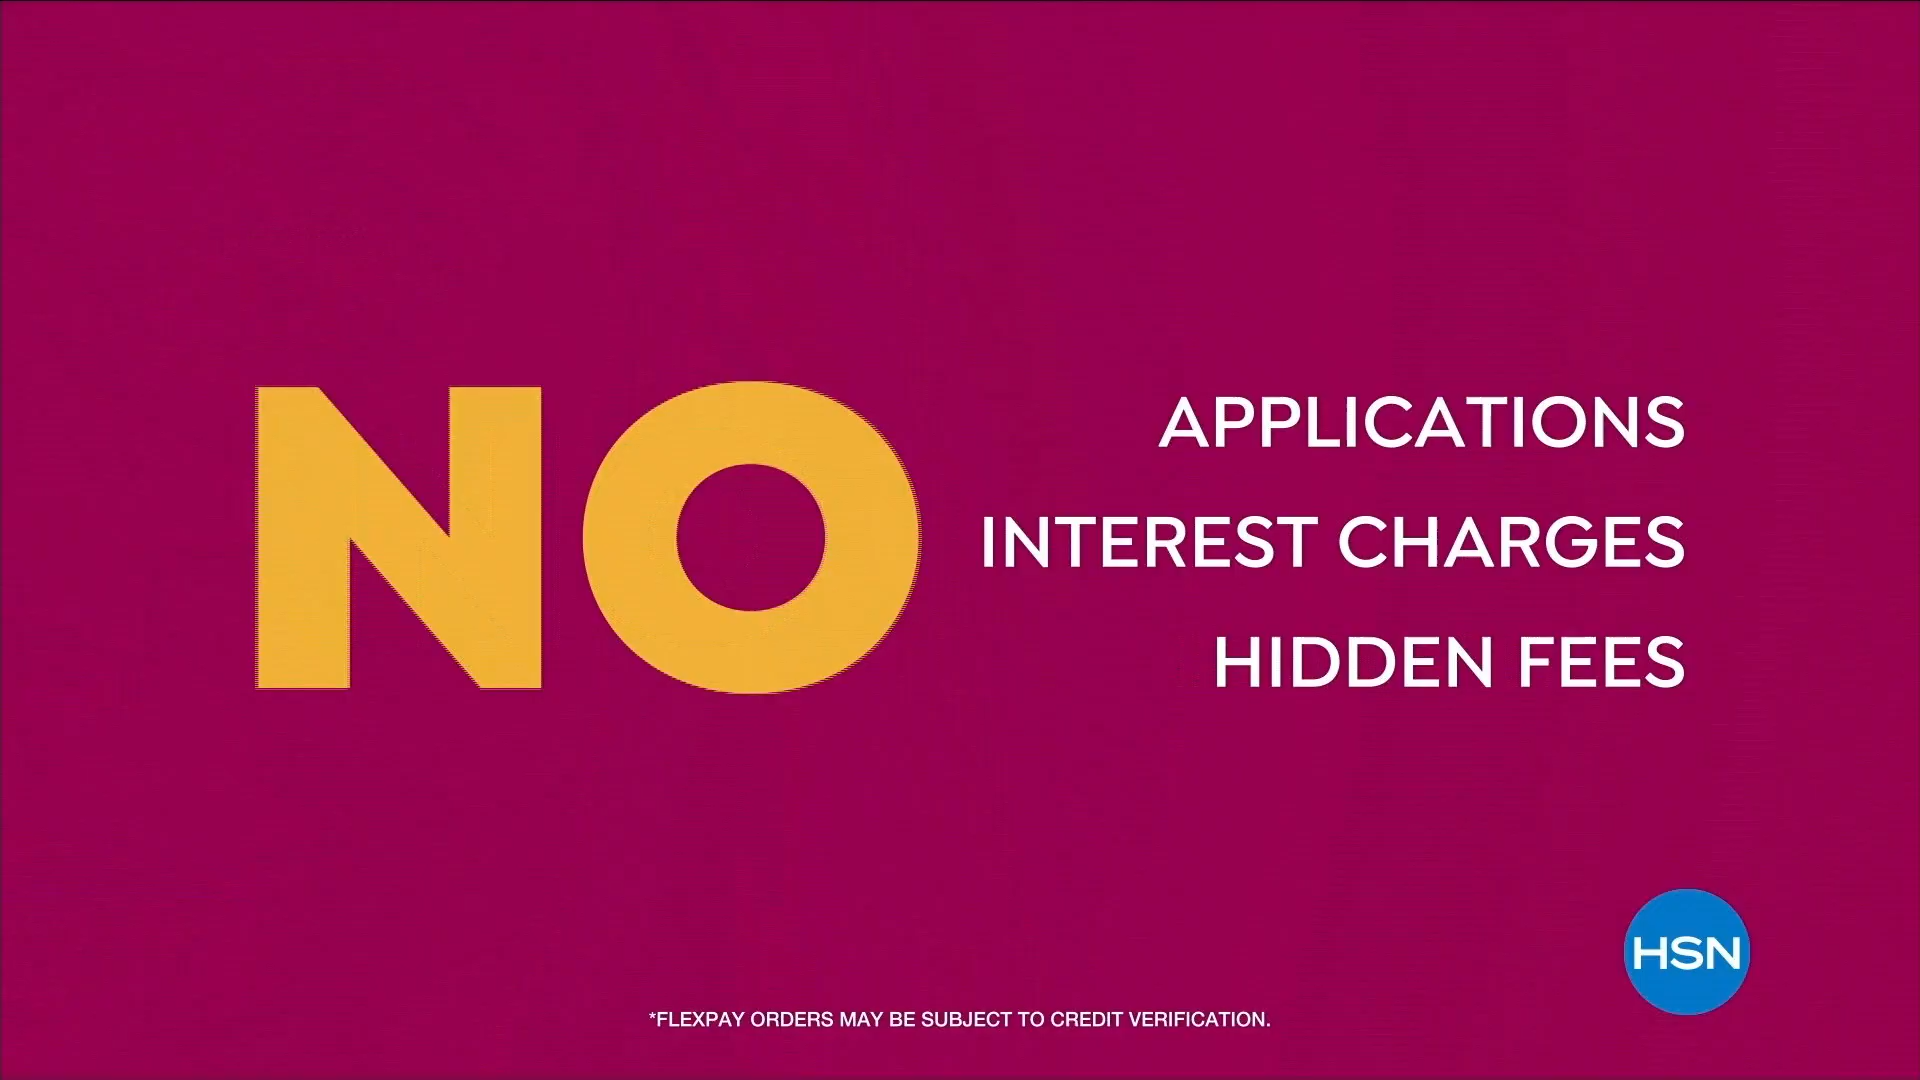 NO
APPLICATIONS
INTEREST CHARGES
HIDDEN FEES
HSN
*FLEXPAY ORDERS MAY BE SUBJECT TO CREDIT VERIFICATION.